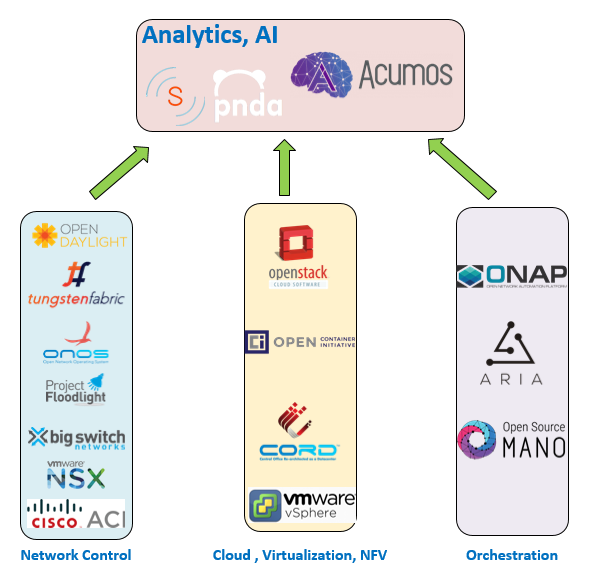 Analytics, AI
S
pnda
Acumos
OPEN
DAYLIGHT
tungstenfabric
onos
Open Network Operating System
Project
Floodlight
big switch
networks
vmware
NSX
CISCO ACI
Network Control
openstack
CLOUD SOFTWARE
Ci OPEN CONTAINER
INITIATIVE
CORD™
Central Office Re-architected as a Datacenter
vmware
vSphere
Cloud , Virtualization, NFV
ONAP
OPEN NETWORK AUTOMATION PLATFORM
ARIA
Open Source
MANO
Orchestration